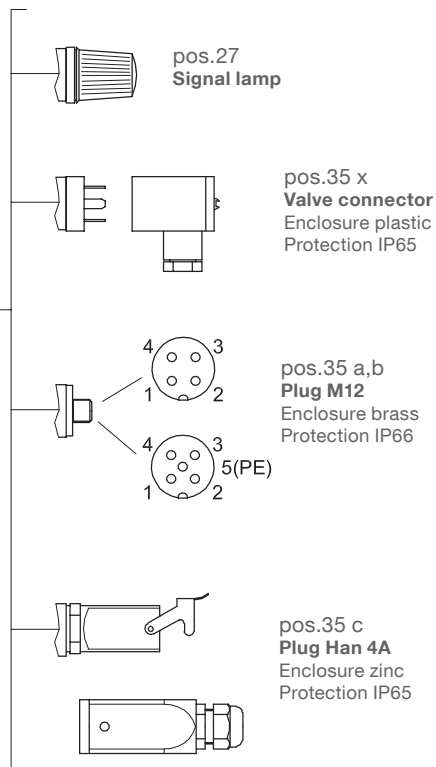 pos.27
Signal lamp
pos.35 x
Valve connector
Enclosure plastic
Protection IP65
4 3
1 2
pos.35 a,b
Plug M12
Enclosure brass
Protection IP66
4 3
5(PE)
1 2
pos.35 c
Plug Han 4A
Enclosure zinc
Protection IP65